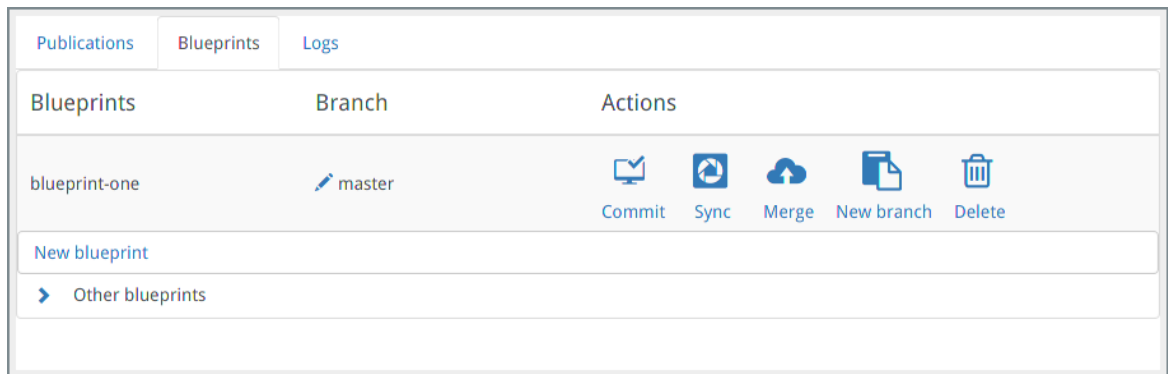 Publications Blueprints Logs
Blueprints Branch Actions
blueprint-one master
Commit Sync Merge New branch Delete
New blueprint
Other blueprints